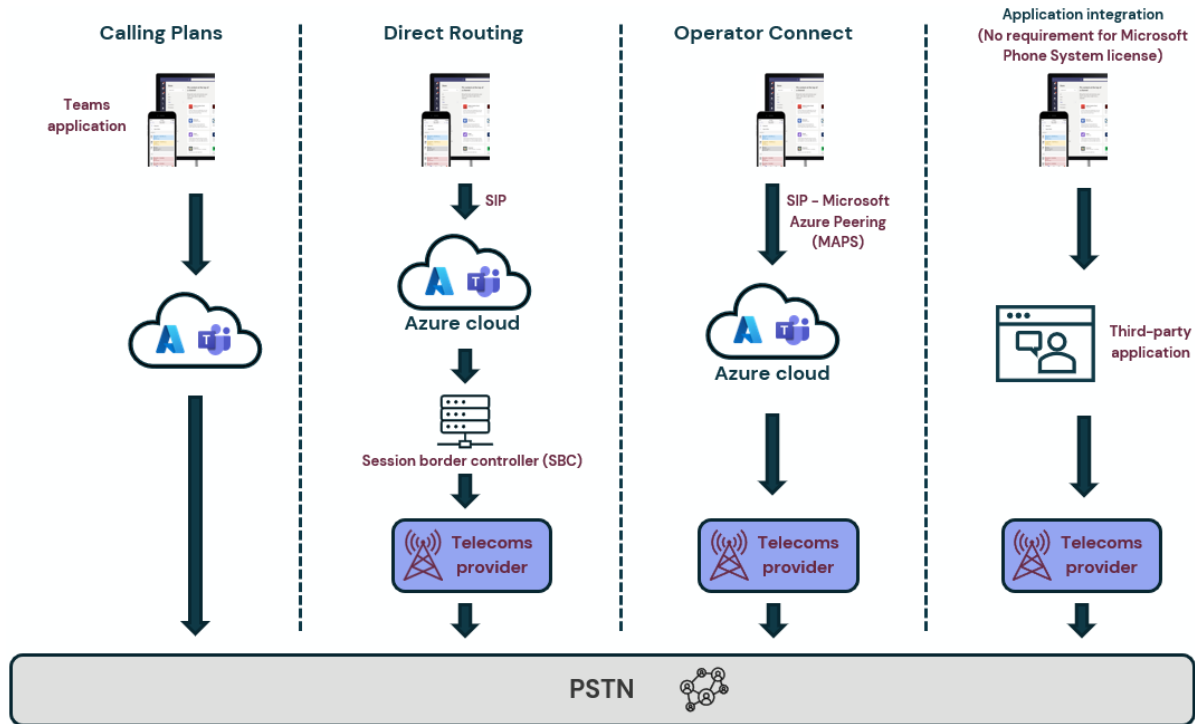 Calling Plans
Teams
application
Direct Routing
SIP
Azure cloud
Session border controller (SBC)
Telecoms
provider
Operator Connect
SIP - Microsoft
Azure Peering
(MAPS)
Azure cloud
Telecoms
provider
Application integration
(No requirement for Microsoft
Phone System license)
Third-party
application
Telecoms
provider
PSTN